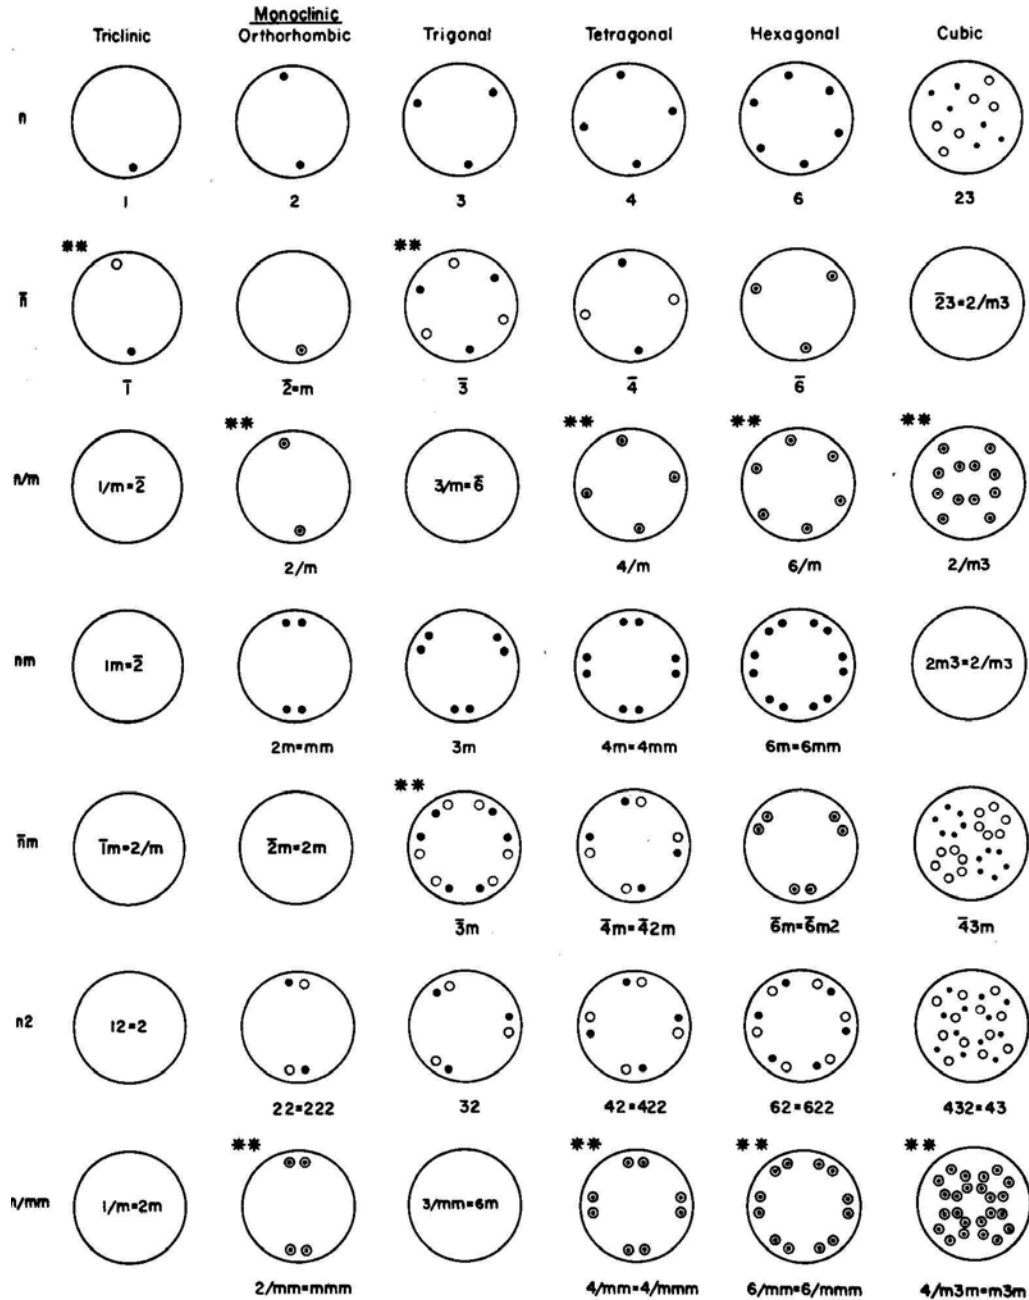 Monoclinic
Triclinic Orthorhombic Trigonal Tetragonal Hexagonal Cubic
n
1 2 3 4 6 23
** **
n̄ 2̄3=2/m3
1̄ 2̄=m 3̄ 4̄ 6̄
** ** ** **
n/m 1/m=2̄ 3/m=6̄
2/m 4/m 6/m 2/m3
nm 1m=2̄ 2m3=2/m3
2m=mm 3m 4m=4mm 6m=6mm
**
n̄m 1̄m=2/m 2̄m=2m
3̄m 4̄m=4̄2m 6̄m=6̄m2 4̄3m
n2 12=2
22=222 32 42=422 62=622 432=43
** ** ** **
n/mm 1/m=2m 3/mm=6m
2/mm=mmm 4/mm=4/mmm 6/mm=6/mmm 4/m3m=m3m